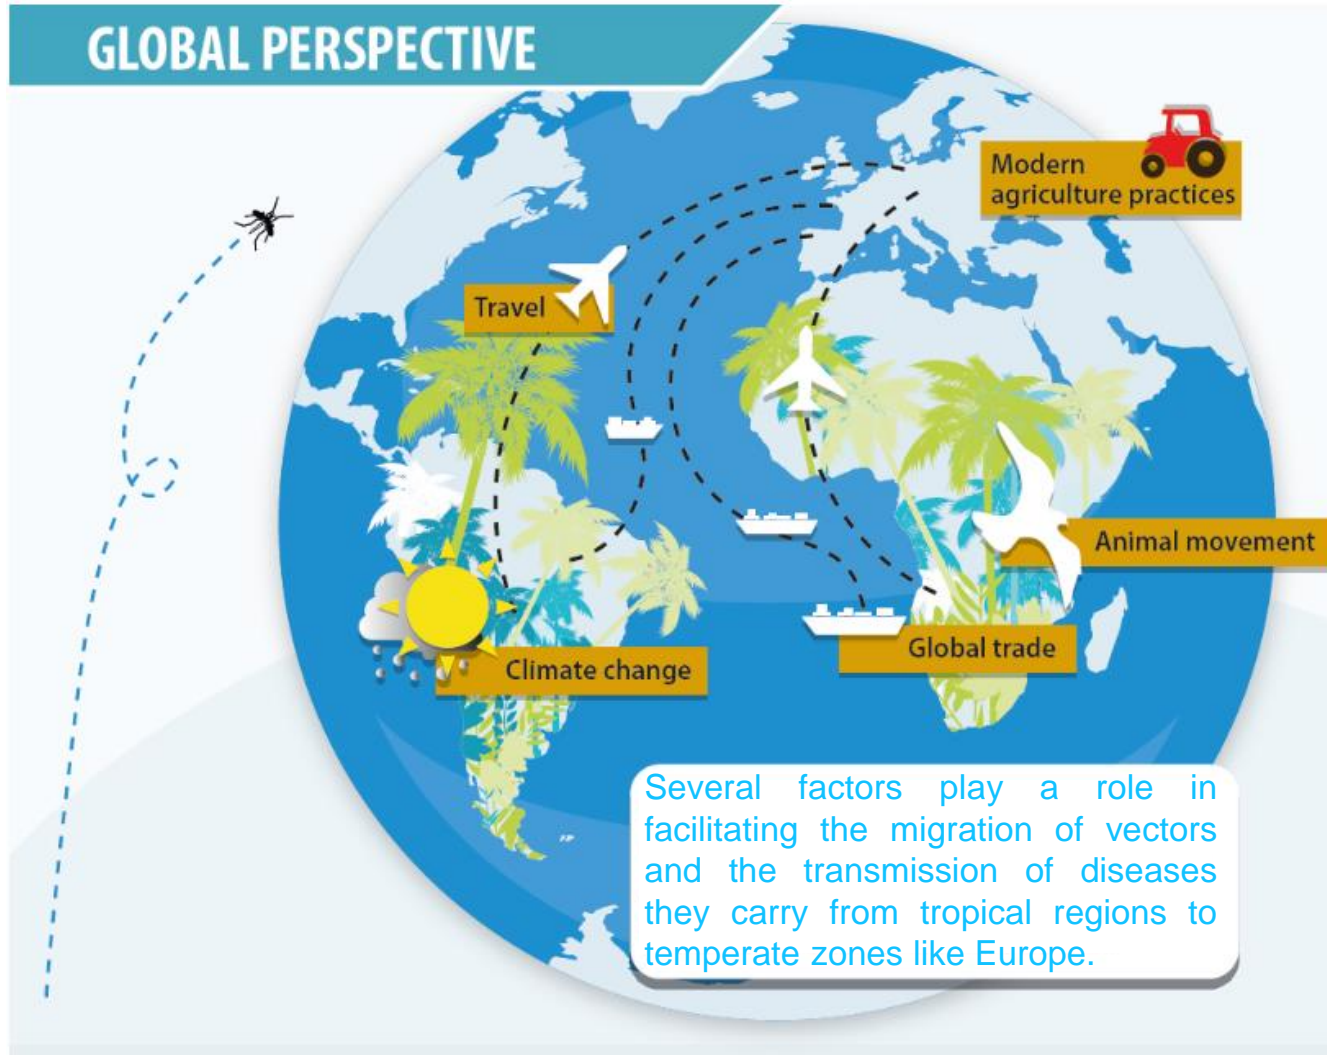 GLOBAL PERSPECTIVE
Modern
agriculture practices
Travel
Animal movement
Global trade
Climate change
Several factors play a role in
facilitating the migration of vectors
and the transmission of diseases
they carry from tropical regions to
temperate zones like Europe.